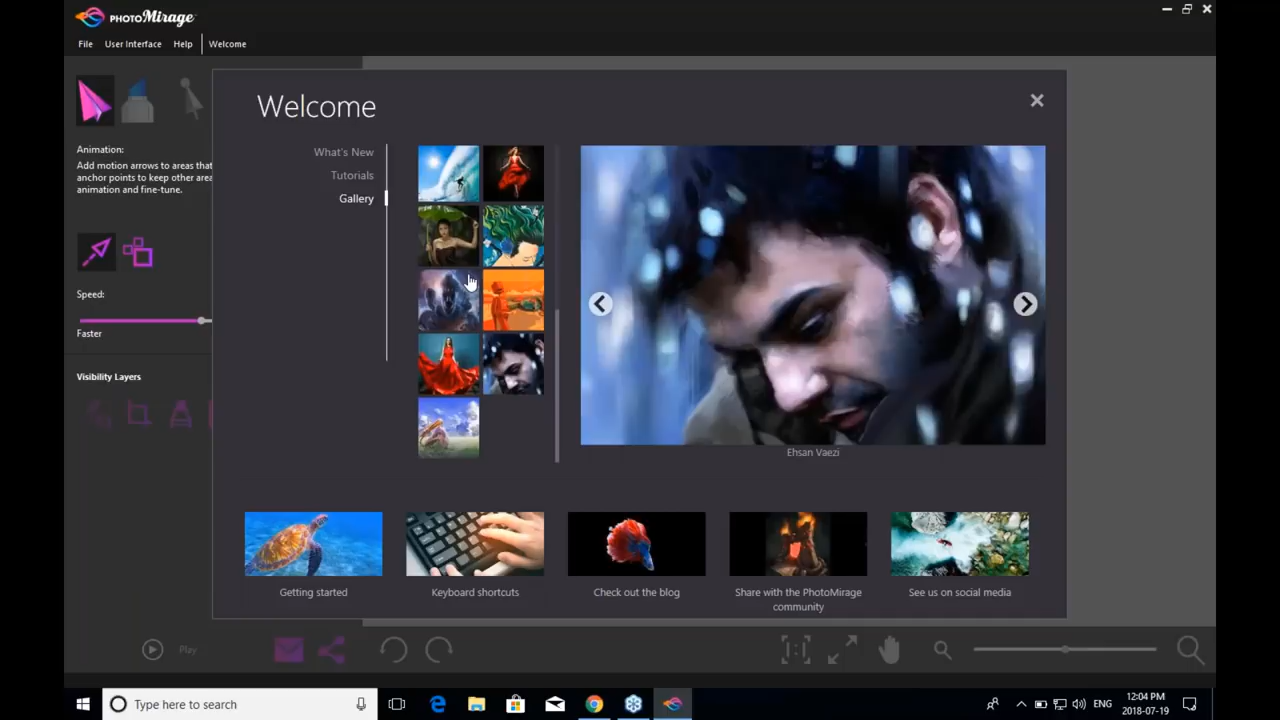 PHOTOMirage
File User Interface Help Welcome
Welcome
What's New
Tutorials
Gallery
Animation:
Add motion arrows to areas that
anchor points to keep other area
animation and fine-tune.
Speed:
Faster
Visibility Layers
Ehsan Vaezi
Getting started
Keyboard shortcuts
Check out the blog
Share with the PhotoMirage
community
See us on social media
Play
Type here to search
ENG
12:04 PM
2018-07-19